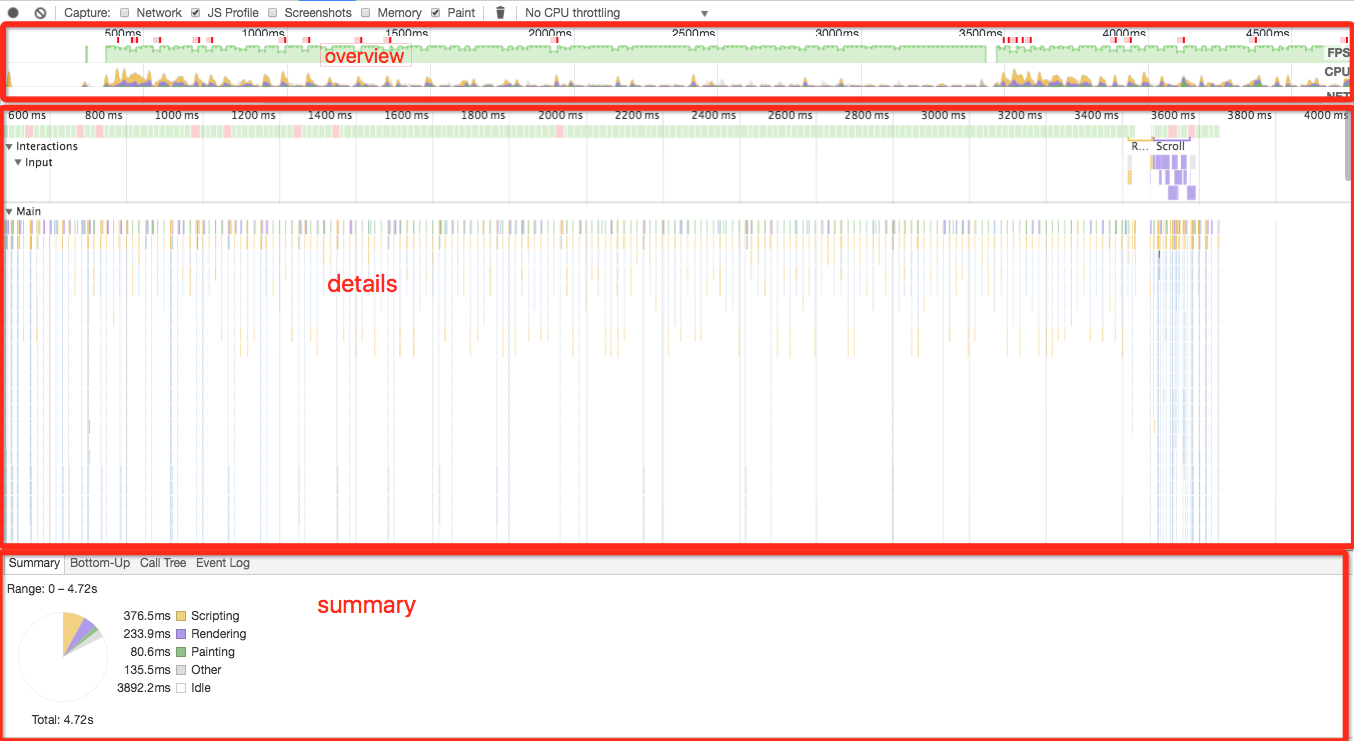 Capture: Network JS Profile Screenshots Memory Paint No CPU throttling
500ms 1000ms 1500ms 2000ms 2500ms 3000ms 3500ms 4000ms 4500ms
overview
FPS
CPU
NET
600 ms 800 ms 1000 ms 1200 ms 1400 ms 1600 ms 1800 ms 2000 ms 2200 ms 2400 ms 2600 ms 2800 ms 3000 ms 3200 ms 3400 ms 3600 ms 3800 ms 4000 ms
Interactions R... Scroll
Input
Main
details
Summary Bottom-Up Call Tree Event Log
Range: 0 – 4.72s
summary
376.5ms Scripting
233.9ms Rendering
80.6ms Painting
135.5ms Other
3892.2ms Idle
Total: 4.72s